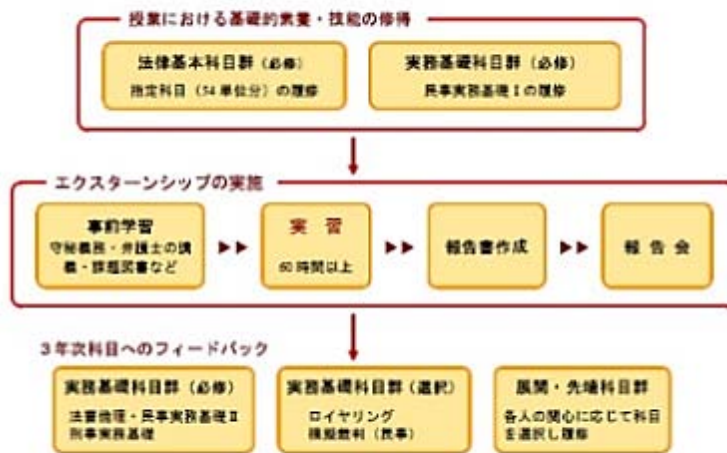 授業における基礎的素養・技能の修得
法律基本科目群（必修）
指定科目（54単位分）の履修
実務基礎科目群（必修）
民事実務基礎Ⅰの履修
エクスターンシップの実施
事前学習
守秘義務・弁護士の講
義・課題図書など
実習
60時間以上
報告書作成
報告会
3年次科目へのフィードバック
実務基礎科目群（必修）
法曹倫理・民事実務基礎Ⅱ
刑事実務基礎
実務基礎科目群（選択）
ロイヤリング
模擬裁判（民事）
展開・先端科目群
各人の関心に応じて科目
を選択し履修